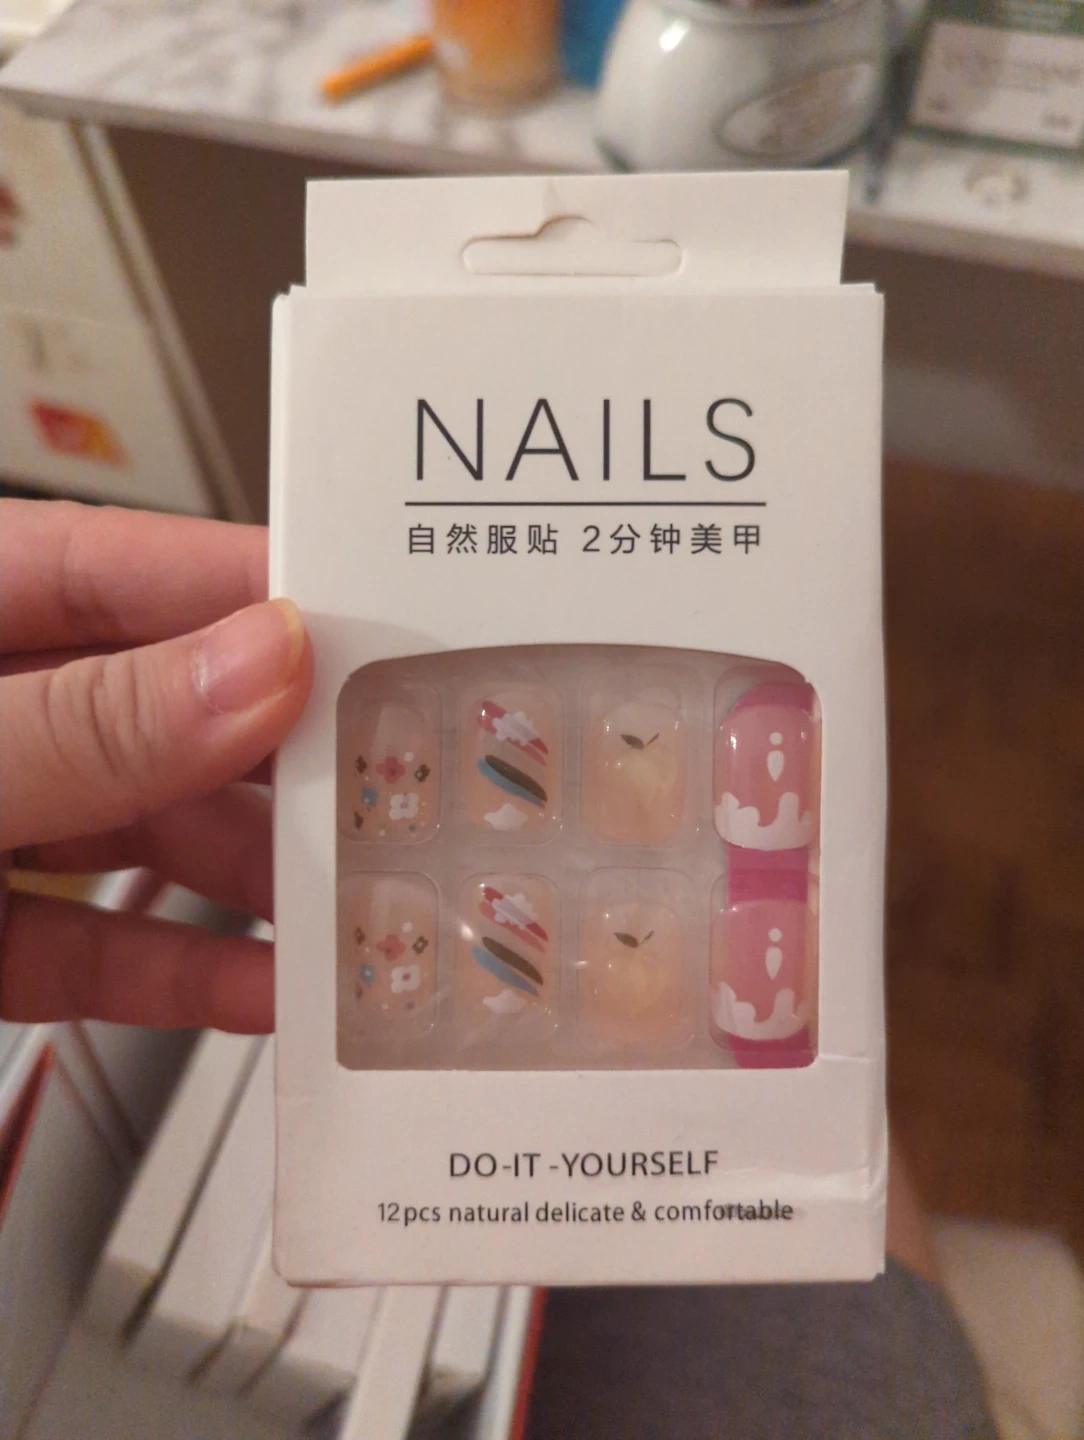 NAILS
自然服贴 2分钟美甲
DO-IT -YOURSELF
12pcs natural delicate & comfortable